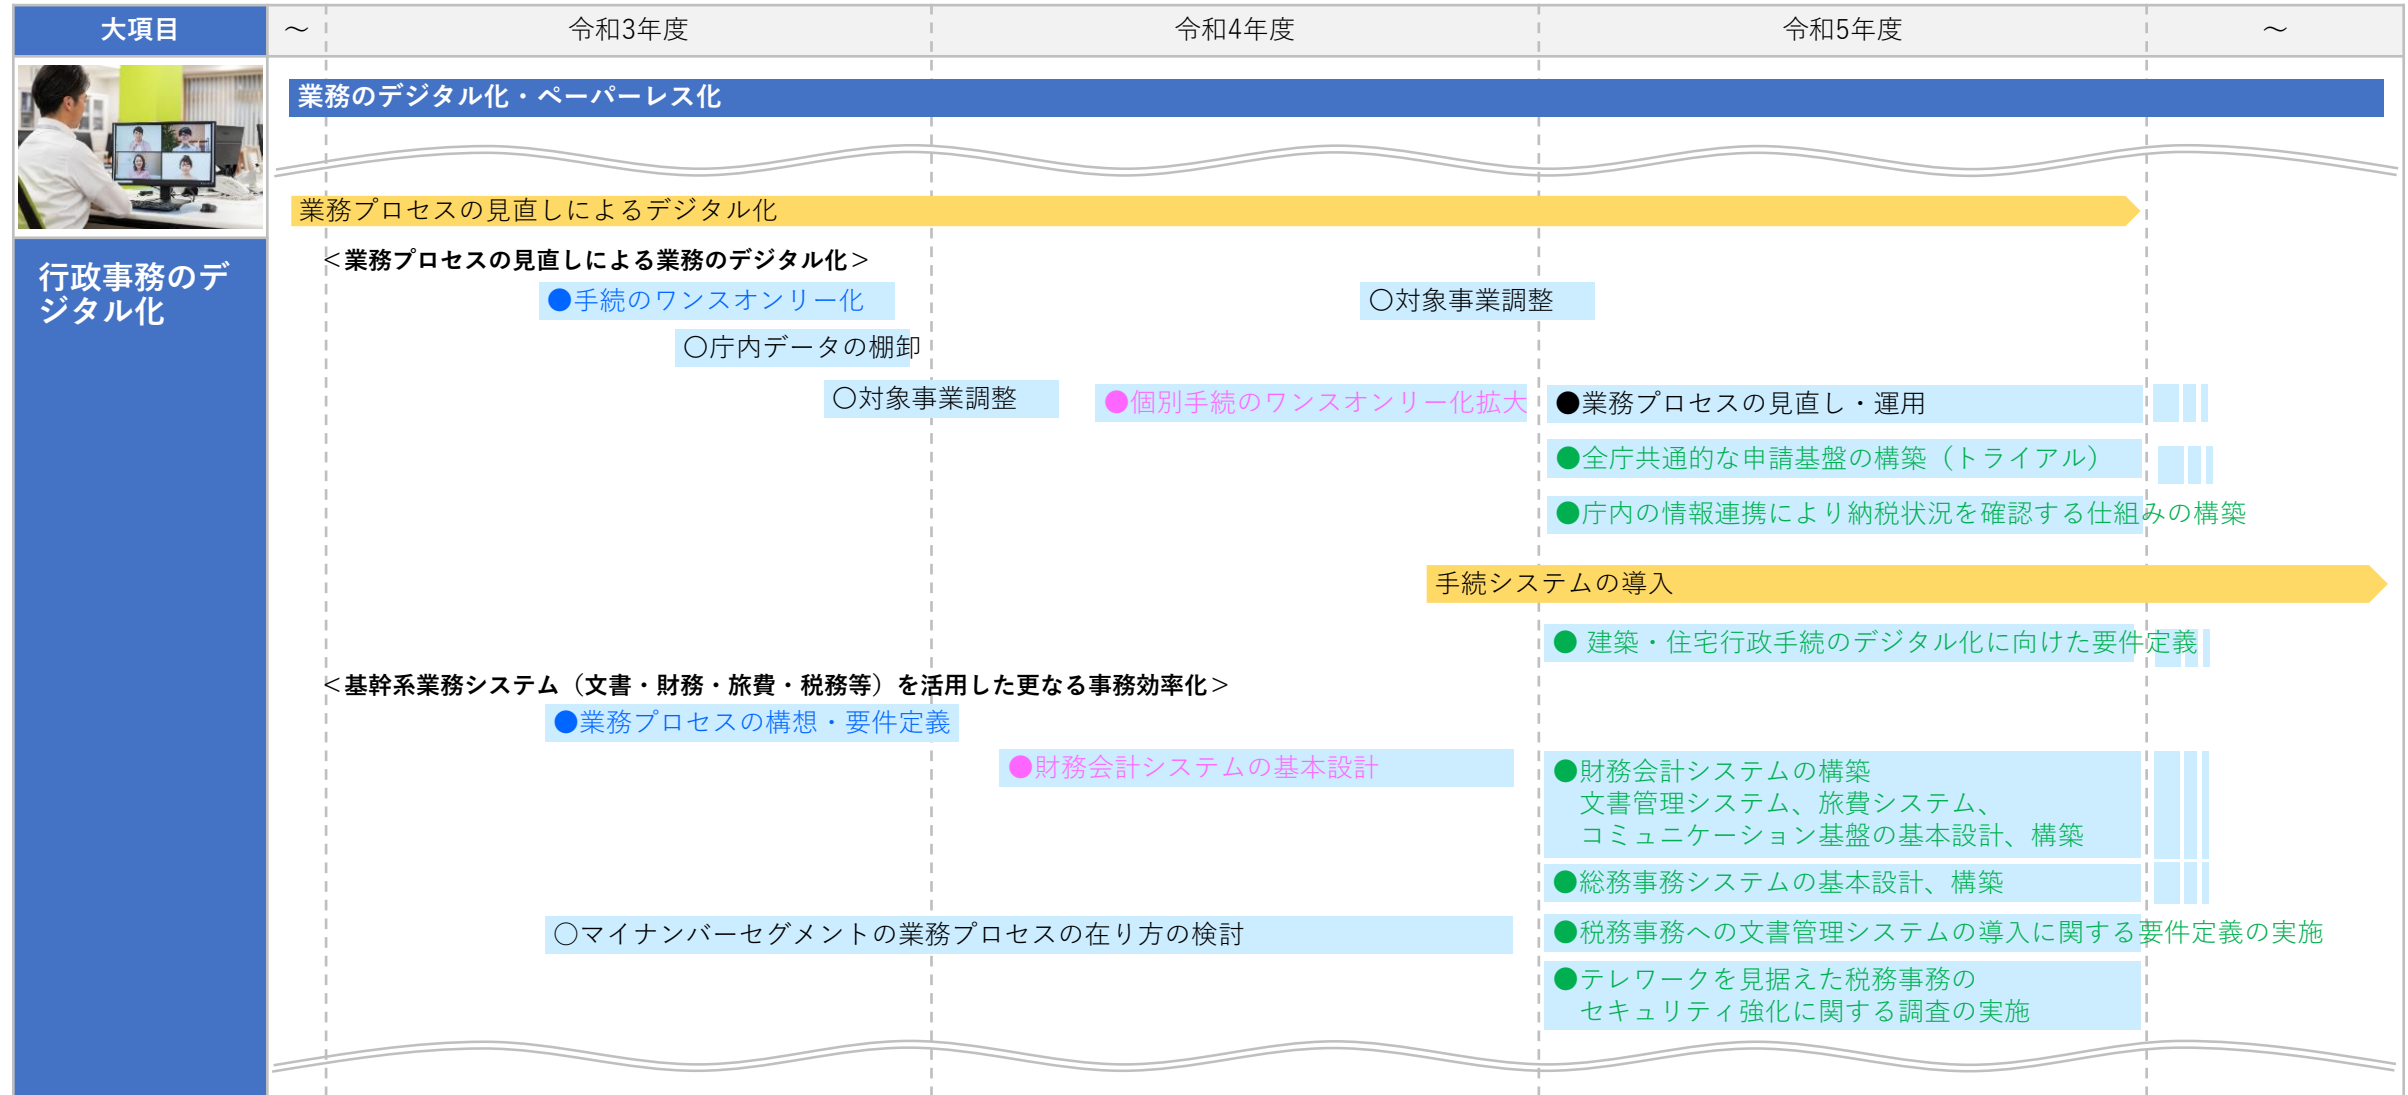 大項目
～
令和3年度
令和4年度
令和5年度
～
業務のデジタル化・ペーパーレス化
業務プロセスの見直しによるデジタル化
行政事務のデ
ジタル化
＜業務プロセスの見直しによる業務のデジタル化＞
●手続のワンスオンリー化
○対象事業調整
○庁内データの棚卸
○対象事業調整
●個別手続のワンスオンリー化拡大
●業務プロセスの見直し・運用
●全庁共通的な申請基盤の構築（トライアル）
●庁内の情報連携により納税状況を確認する仕組みの構築
手続システムの導入
● 建築・住宅行政手続のデジタル化に向けた要件定義
＜基幹系業務システム（文書・財務・旅費・税務等）を活用した更なる事務効率化＞
●業務プロセスの構想・要件定義
●財務会計システムの基本設計
●財務会計システムの構築
文書管理システム、旅費システム、
コミュニケーション基盤の基本設計、構築
●総務事務システムの基本設計、構築
○マイナンバーセグメントの業務プロセスの在り方の検討
●税務事務への文書管理システムの導入に関する要件定義の実施
●テレワークを見据えた税務事務の
セキュリティ強化に関する調査の実施